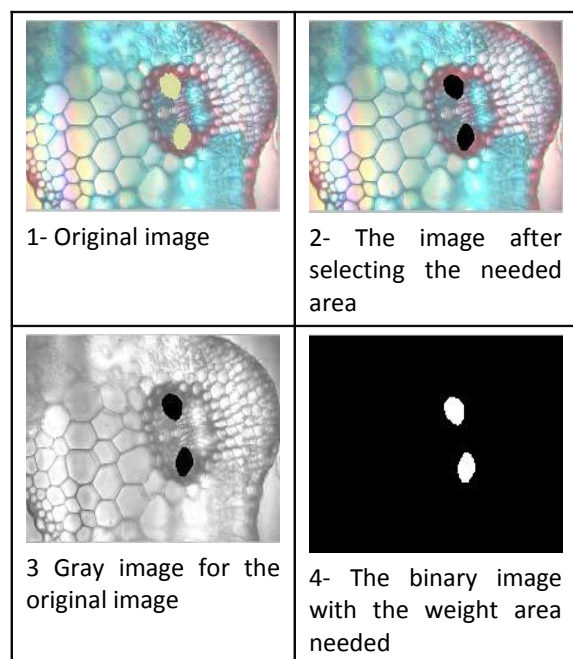 1- Original image
2- The image after
selecting the needed
area
3 Gray image for the
original image
4- The binary image
with the weight area
needed